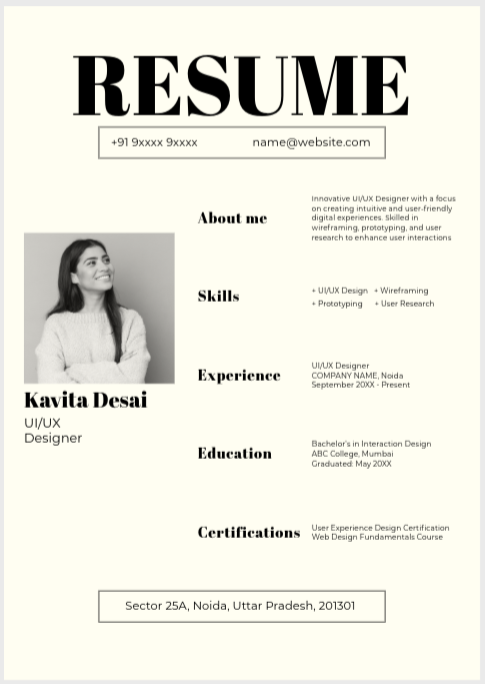 RESUME
+91 9xxxx 9xxxx name@website.com
About me
Innovative UI/UX Designer with a focus
on creating intuitive and user-friendly
digital experiences. Skilled in
wireframing, prototyping, and user
research to enhance user interactions
Skills
+ UI/UX Design + Wireframing
+ Prototyping + User Research
Kavita Desai
UI/UX
Designer
Experience
UI/UX Designer
COMPANY NAME, Noida
September 20XX - Present
Education
Bachelor's in Interaction Design
ABC College, Mumbai
Graduated: May 20XX
Certifications
User Experience Design Certification
Web Design Fundamentals Course
Sector 25A, Noida, Uttar Pradesh, 201301